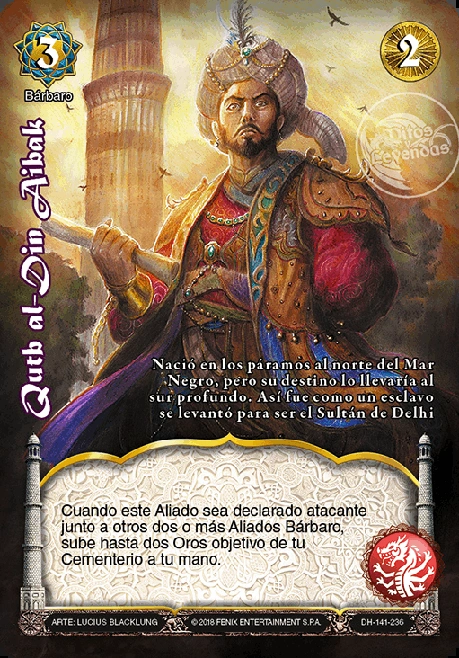 3
2
Bárbaro
Mitos y
Leyendas
Qutb al-Din Aibak
Nació en los páramos al norte del Mar
Negro, pero su destino lo llevaría al
sur profundo. Así fue como un esclavo
se levantó para ser el Sultán de Delhi
Cuando este Aliado sea declarado atacante
junto a otros dos o más Aliados Bárbaro,
sube hasta dos Oros objetivo de tu
Cementerio a tu mano.
ARTE: LUCIUS BLACKLUNG © 2018 FENIX ENTERTAINMENT S.P.A. DH-141-236